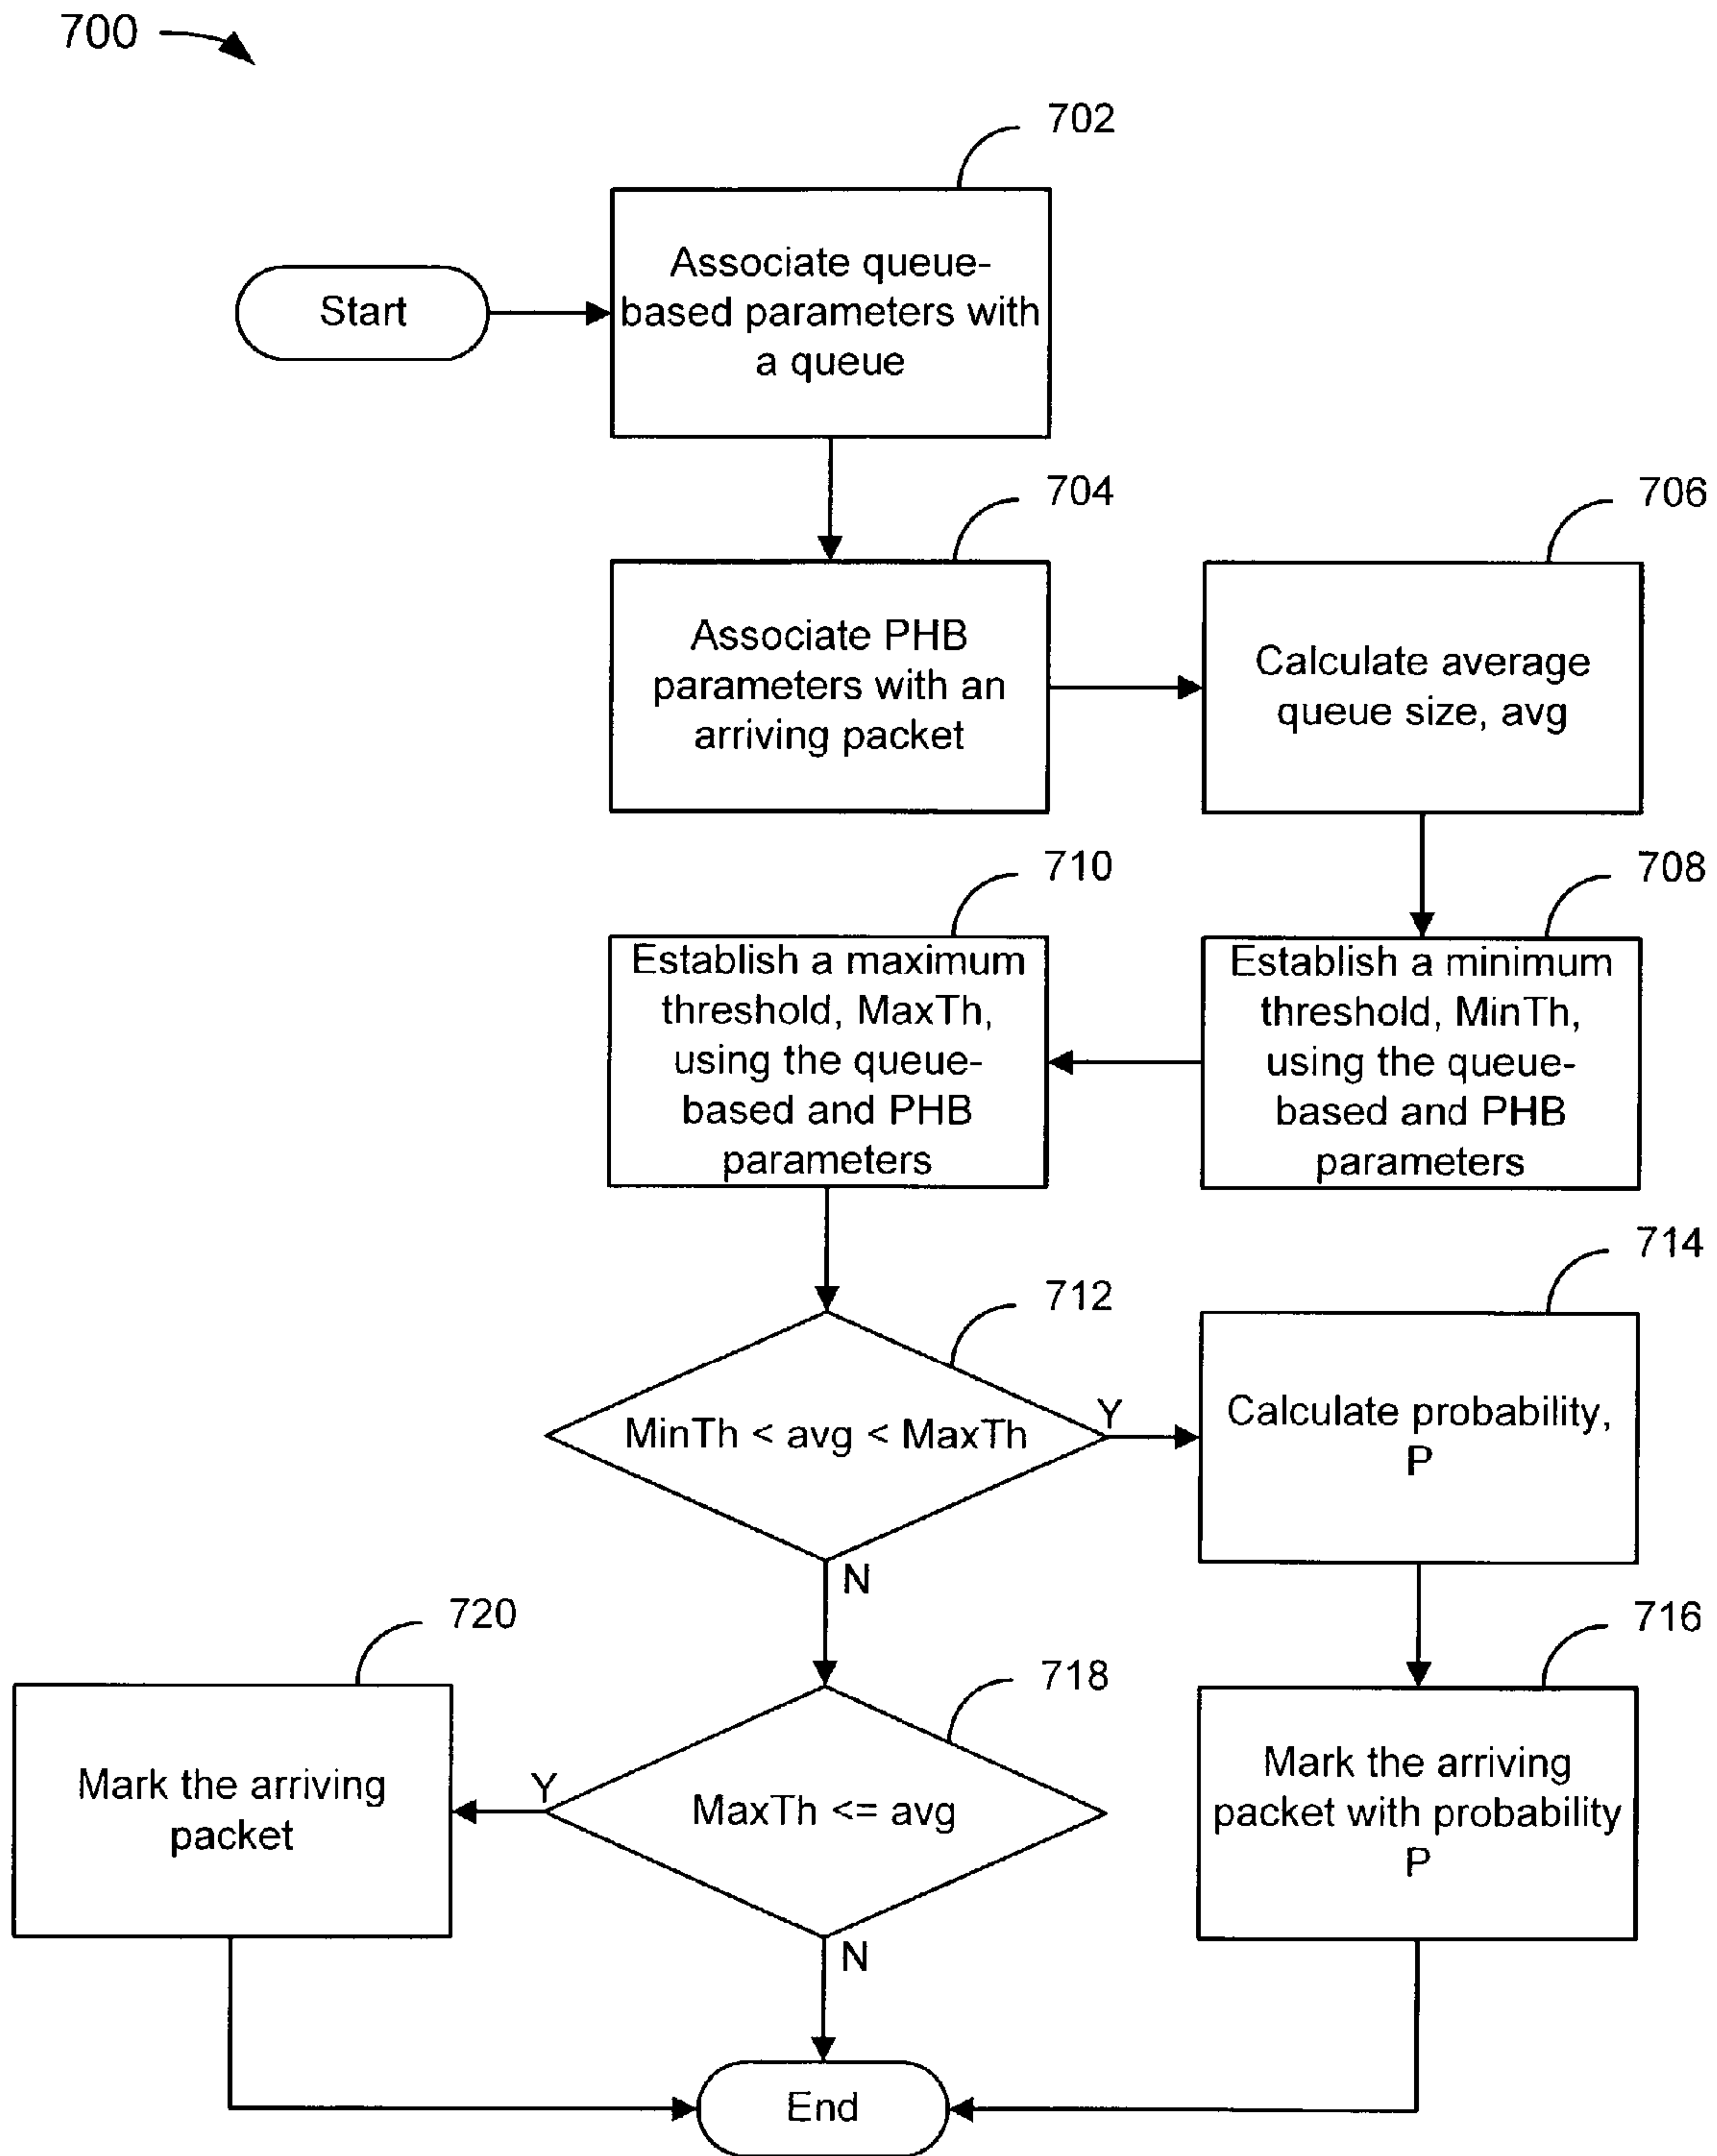 700
702
Associate queue-
based parameters with
a queue
Start
704
Associate PHB
parameters with an
arriving packet
706
Calculate average
queue size, avg
708
Establish a minimum
threshold, MinTh,
using the queue-
based and PHB
parameters
710
Establish a maximum
threshold, MaxTh,
using the queue-
based and PHB
parameters
712
MinTh < avg < MaxTh
Y
N
714
Calculate probability,
P
716
Mark the arriving
packet with probability
P
718
MaxTh <= avg
Y
N
720
Mark the arriving
packet
End